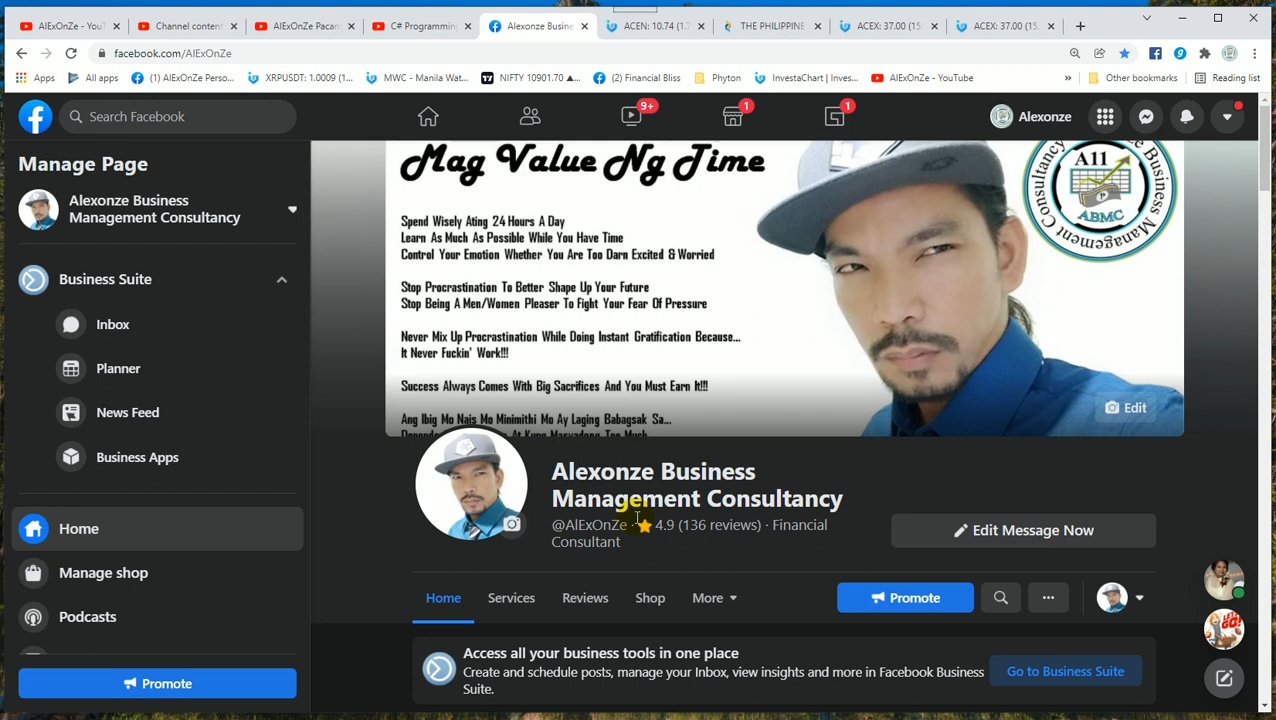 AlExOnZe - YouT
Channel content
AlExOnZe Pacam
C# Programming
Alexonze Busine
ACEN: 10.74 (1.7
THE PHILIPPINE
ACEX: 37.00 (15.
ACEX: 37.00 (15.
facebook.com/AlExOnZe
Apps
All apps
(1) AlExOnZe Perso...
XRPUSDT: 1.0009 (1...
MWC - Manila Wat...
NIFTY 10901.70 ▲...
(2) Financial Bliss
Phyton
InvestaChart | Inves...
AlExOnZe - YouTube
»
Other bookmarks
Reading list
Search Facebook
9+
1
1
Alexonze
Manage Page
Alexonze Business
Management Consultancy
Business Suite
Inbox
Planner
News Feed
Business Apps
Home
Manage shop
Podcasts
Promote
Mag Value Ng Time
Spend Wisely Ating 24 Hours A Day
Learn As Much As Possible While You Have Time
Control Your Emotion Whether You Are Too Darn Excited & Worried
Stop Procrastination To Better Shape Up Your Future
Stop Being A Men/Women Pleaser To Fight Your Fear Of Pressure
Never Mix Up Procrastination While Doing Instant Gratification Because...
It Never Fuckin' Work!!!
Success Always Comes With Big Sacrifices And You Must Earn It!!!
Ang Ibig Mo Nais Mo Minimithi Mo Ay Laging Babagsak Sa...
A11
ABMC
Business Management Consultancy
Edit
Alexonze Business
Management Consultancy
@AlExOnZe · 4.9 (136 reviews) · Financial
Consultant
Edit Message Now
Home
Services
Reviews
Shop
More
Promote
Access all your business tools in one place
Create and schedule posts, manage your Inbox, view insights and more in Facebook Business
Suite.
Go to Business Suite